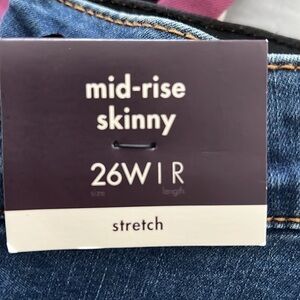 mid-rise
skinny
26W | R
size length
stretch